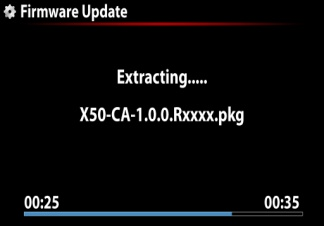 Firmware Update
Extracting.....
X50-CA-1.0.0.Rxxxx.pkg
00:25 00:35